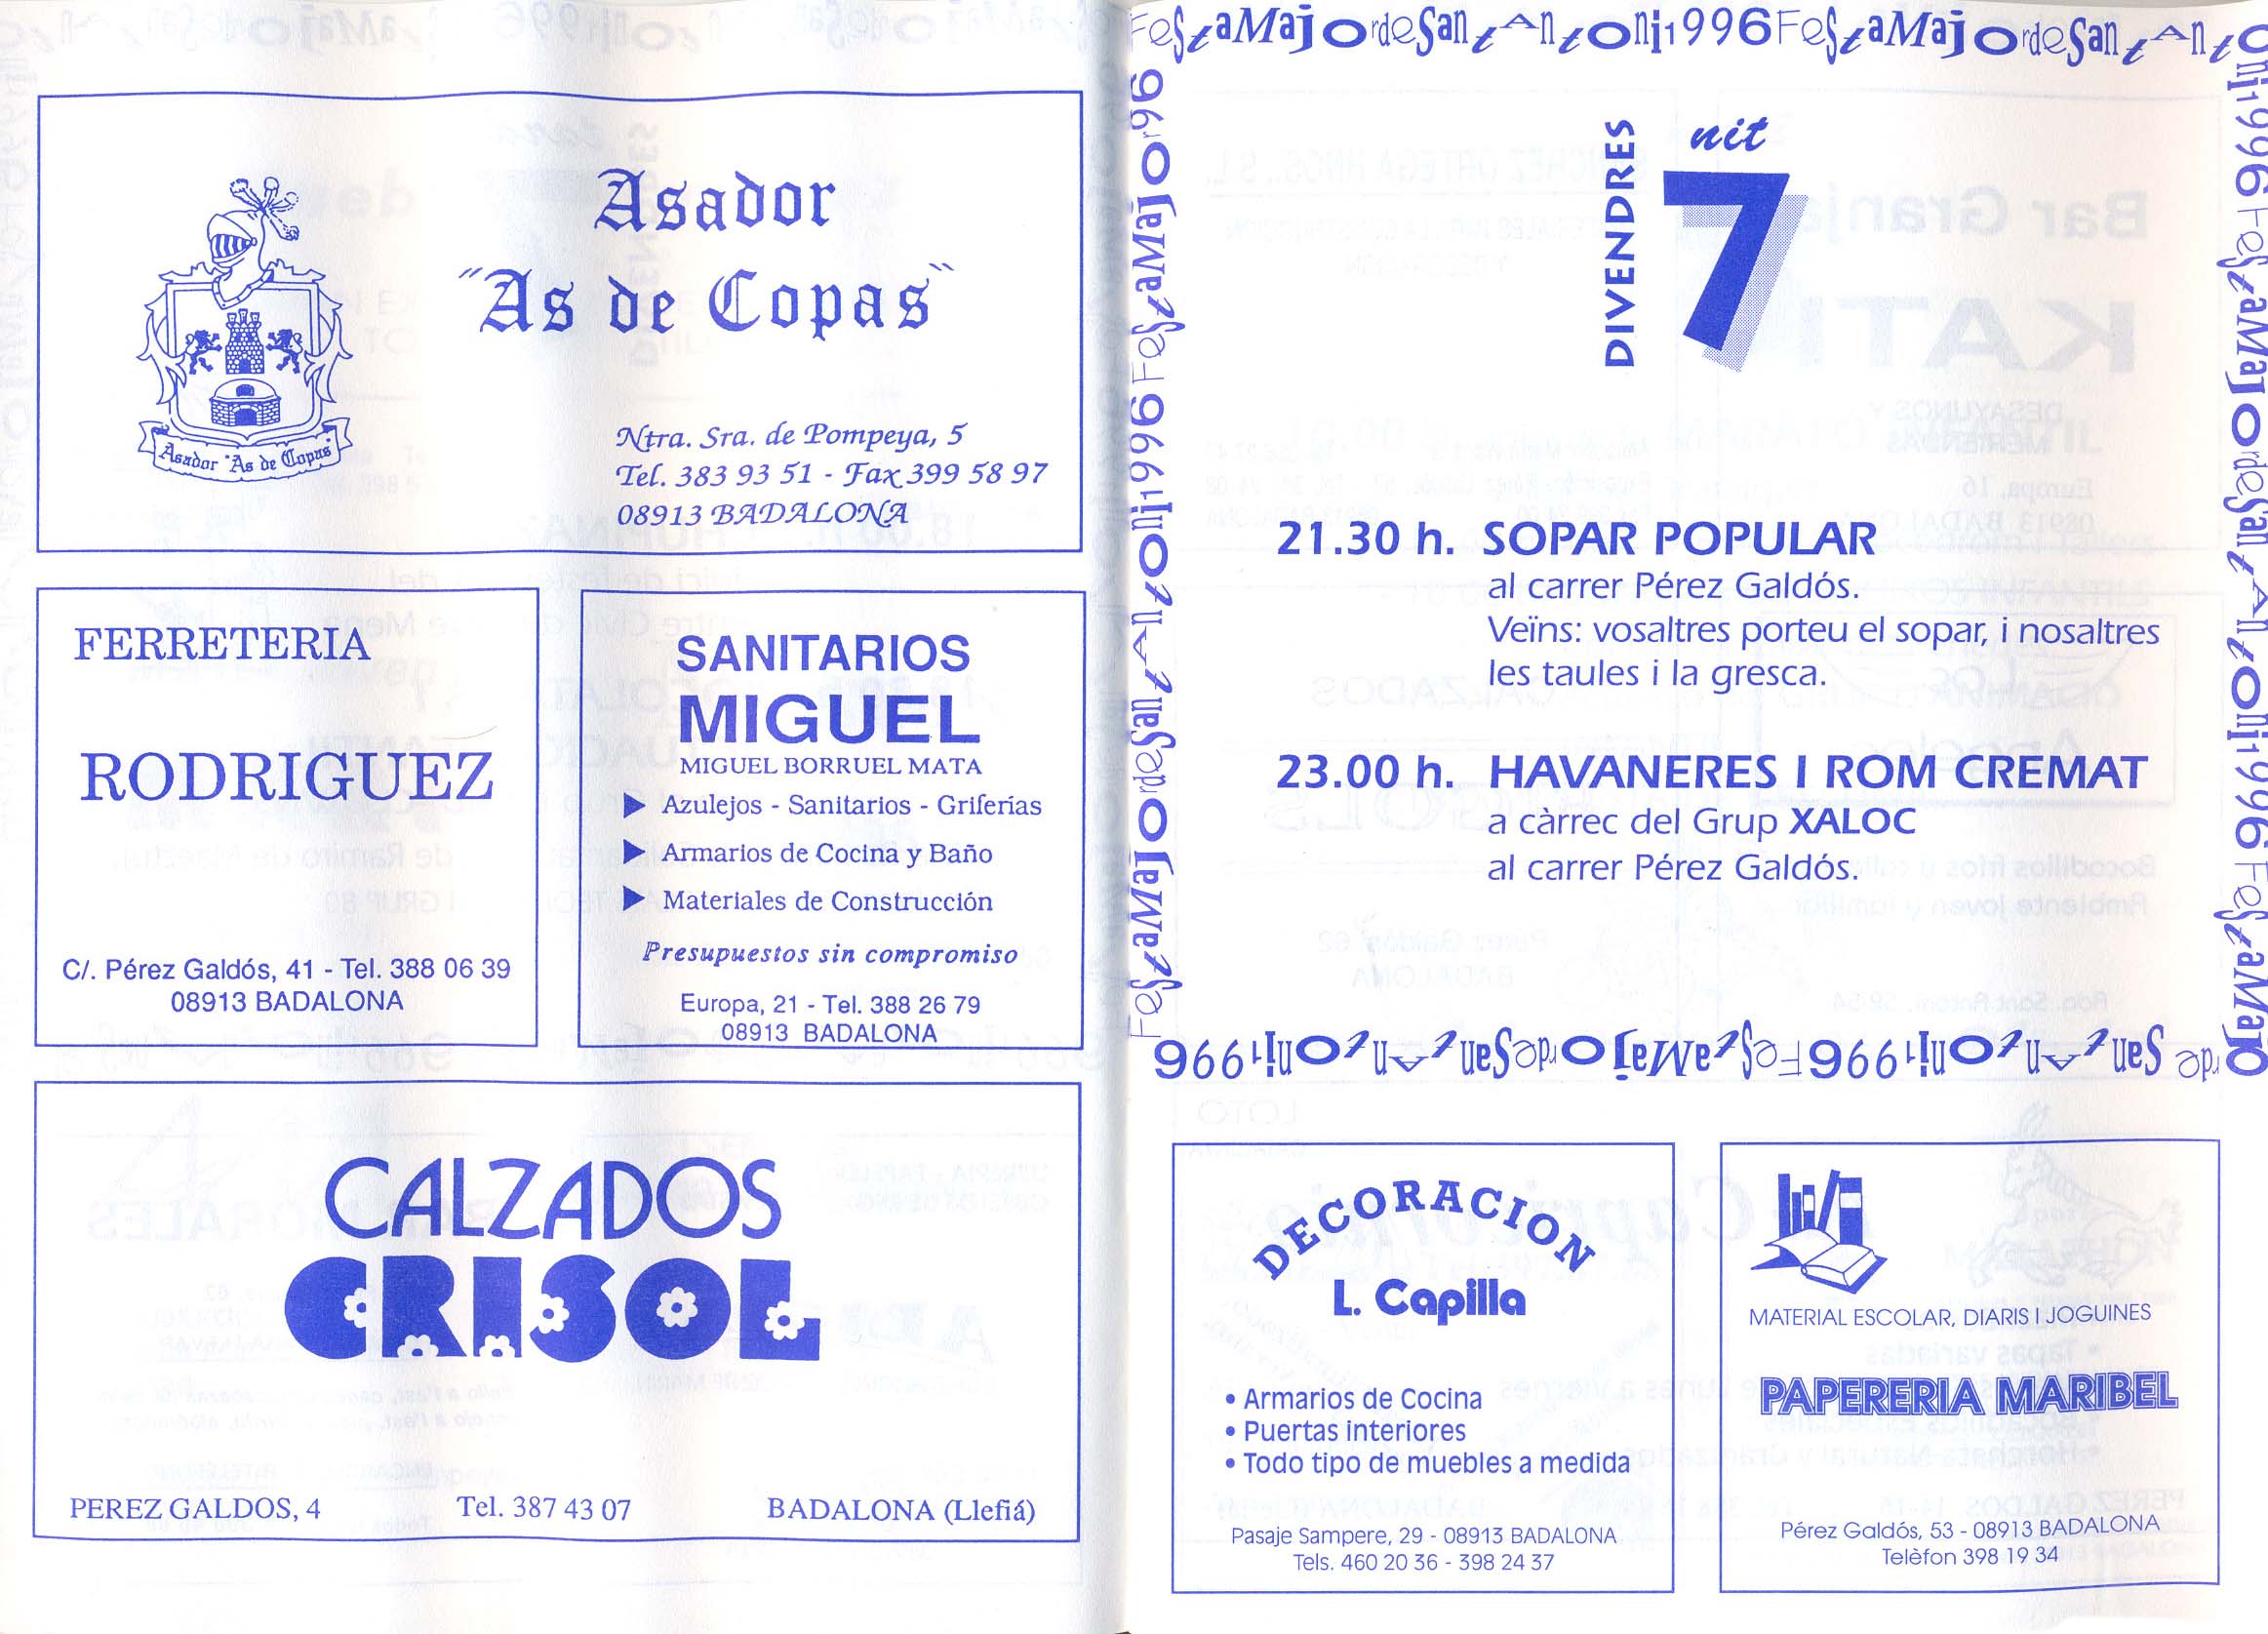 Asador
"As de Copas"
Asador "As de Copas"
Ntra. Sra. de Pompeya, 5
Tel. 383 93 51 - Fax 399 58 97
08913 BADALONA
FERRETERIA
RODRIGUEZ
C/. Pérez Galdós, 41 - Tel. 388 06 39
08913 BADALONA
SANITARIOS
MIGUEL
MIGUEL BORRUEL MATA
Azulejos - Sanitarios - Griferías
Armarios de Cocina y Baño
Materiales de Construcción
Presupuestos sin compromiso
Europa, 21 - Tel. 388 26 79
08913 BADALONA
CALZADOS
CRISOL
PEREZ GALDOS, 4 Tel. 387 43 07 BADALONA (Llefiá)
FestaMajordeSantAntoni1996FestaMajordeSantAntoni1996FestaMajordeSantAntoni1996FestaMajo
rdeSantAntoni1996FestaMajordeSantAntoni1996
FestaMajordeSantAntoni1996FestaMajor96
DIVENDRES
nit
7
21.30 h. SOPAR POPULAR
al carrer Pérez Galdós.
Veïns: vosaltres porteu el sopar, i nosaltres
les taules i la gresca.
23.00 h. HAVANERES I ROM CREMAT
a càrrec del Grup XALOC
al carrer Pérez Galdós.
DECORACION
L. Capilla
• Armarios de Cocina
• Puertas interiores
• Todo tipo de muebles a medida
Pasaje Sampere, 29 - 08913 BADALONA
Tels. 460 20 36 - 398 24 37
MATERIAL ESCOLAR, DIARIS I JOGUINES
PAPERERIA MARIBEL
Pérez Galdós, 53 - 08913 BADALONA
Telèfon 398 19 34